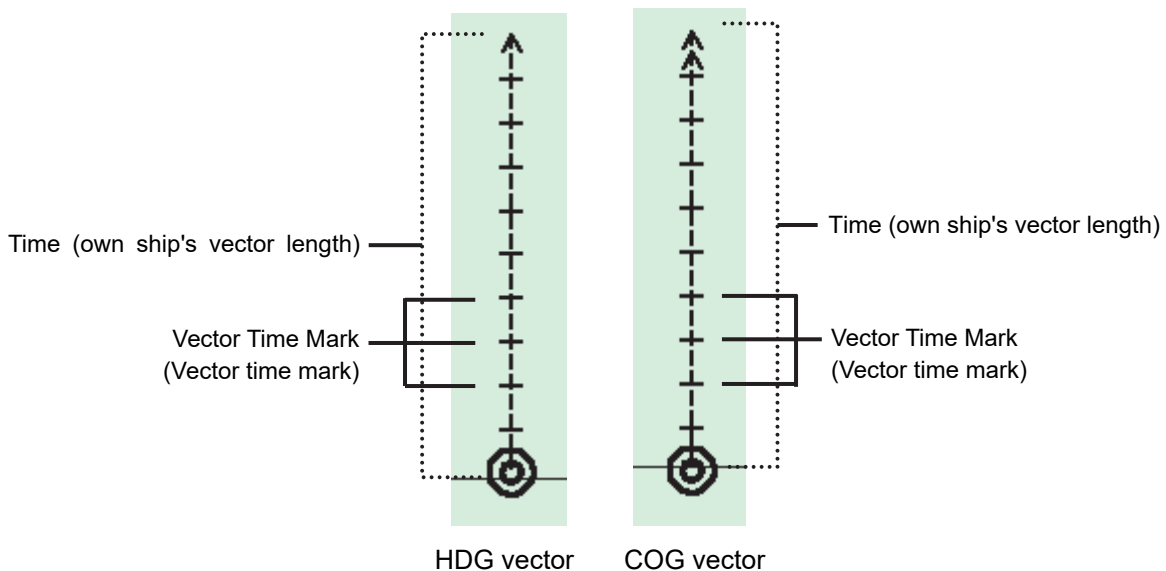 Time (own ship's vector length)
Time (own ship's vector length)
Vector Time Mark
(Vector time mark)
Vector Time Mark
(Vector time mark)
HDG vector
COG vector